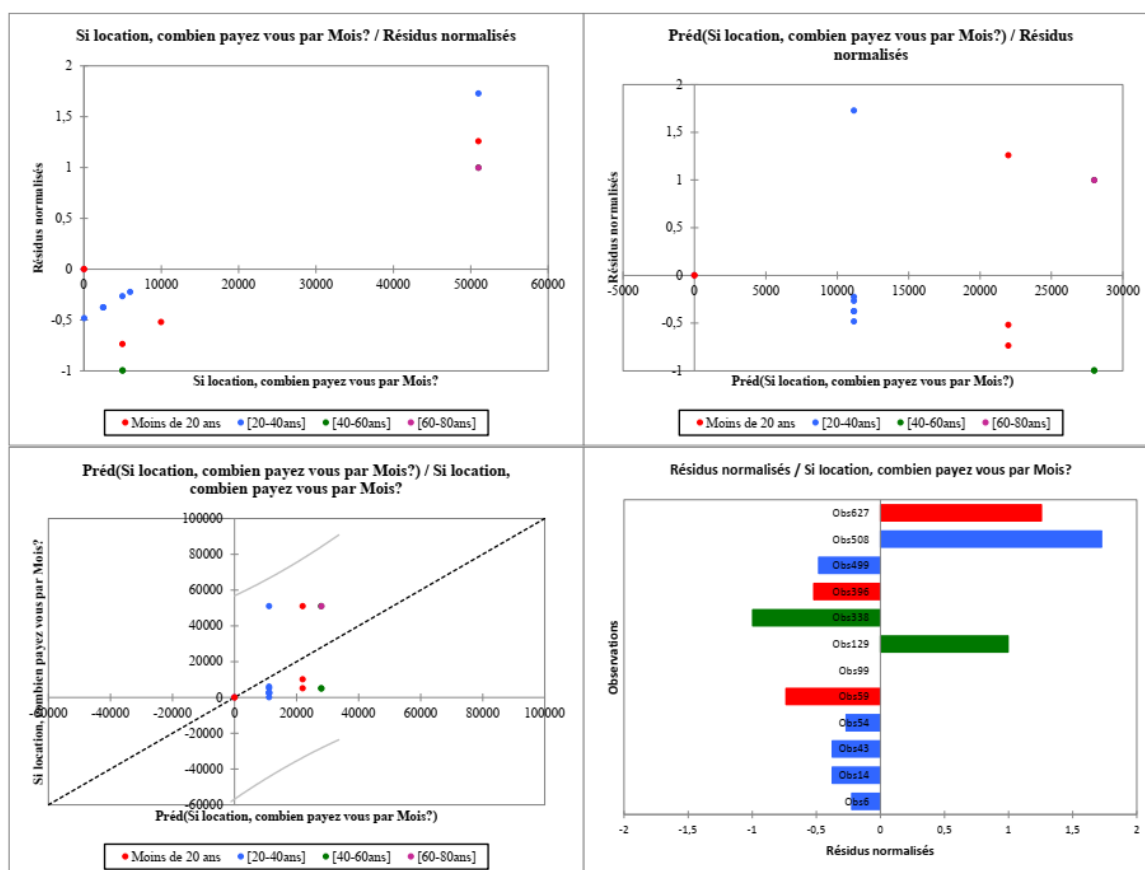 Si location, combien payez vous par Mois? / Résidus normalisés
2
1,5
1
0,5
0
-0,5
-1
0 10000 20000 30000 40000 50000 60000
Résidus normalisés
Si location, combien payez vous par Mois?
Moins de 20 ans [20-40ans] [40-60ans] [60-80ans]
Préd(Si location, combien payez vous par Mois?) / Résidus
normalisés
2
1,5
1
0,5
0
-0,5
-1
-5000 0 5000 10000 15000 20000 25000 30000
Résidus normalisés
Préd(Si location, combien payez vous par Mois?)
Moins de 20 ans [20-40ans] [40-60ans] [60-80ans]
Préd(Si location, combien payez vous par Mois?) / Si location,
combien payez vous par Mois?
100000
80000
60000
40000
20000
0
-20000
-40000
-60000
-60000 -40000 -20000 0 20000 40000 60000 80000 100000
Si location, combien payez vous par Mois?
Préd(Si location, combien payez vous par Mois?)
Moins de 20 ans [20-40ans] [40-60ans] [60-80ans]
Résidus normalisés / Si location, combien payez vous par Mois?
Obs627
Obs508
Obs499
Obs396
Obs338
Obs129
Obs99
Obs59
Obs54
Obs43
Obs14
Obs6
Observations
-2 -1,5 -1 -0,5 0 0,5 1 1,5 2
Résidus normalisés